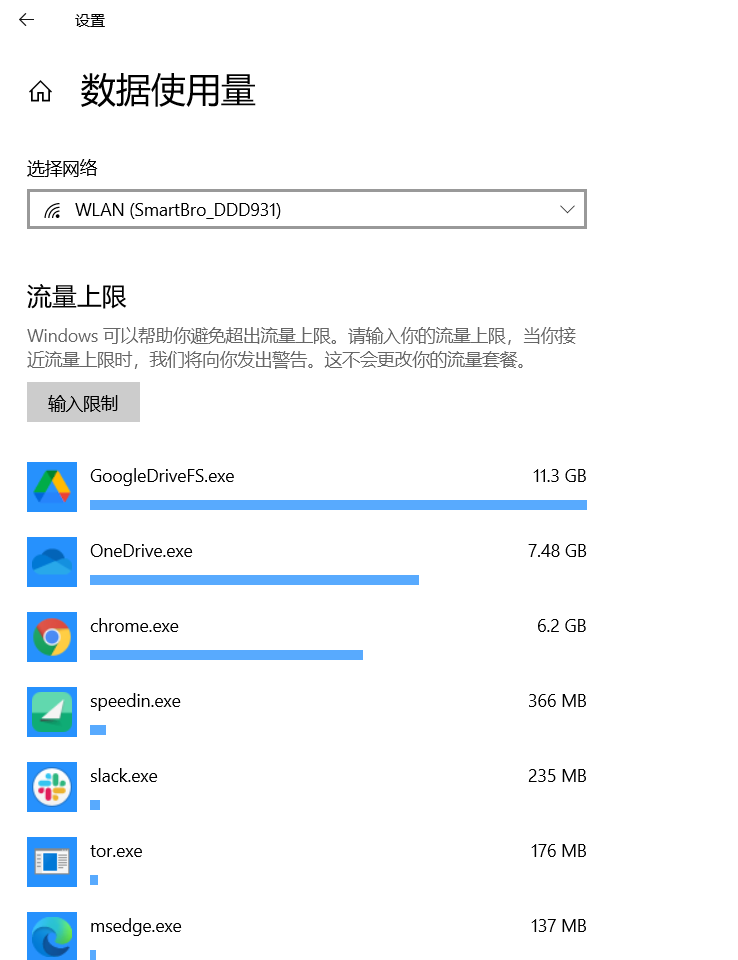 设置
数据使用量
选择网络
WLAN (SmartBro_DDD931)
流量上限
Windows 可以帮助你避免超出流量上限。请输入你的流量上限，当你接
近流量上限时，我们将向你发出警告。这不会更改你的流量套餐。
输入限制
GoogleDriveFS.exe 11.3 GB
OneDrive.exe 7.48 GB
chrome.exe 6.2 GB
speedin.exe 366 MB
slack.exe 235 MB
tor.exe 176 MB
msedge.exe 137 MB